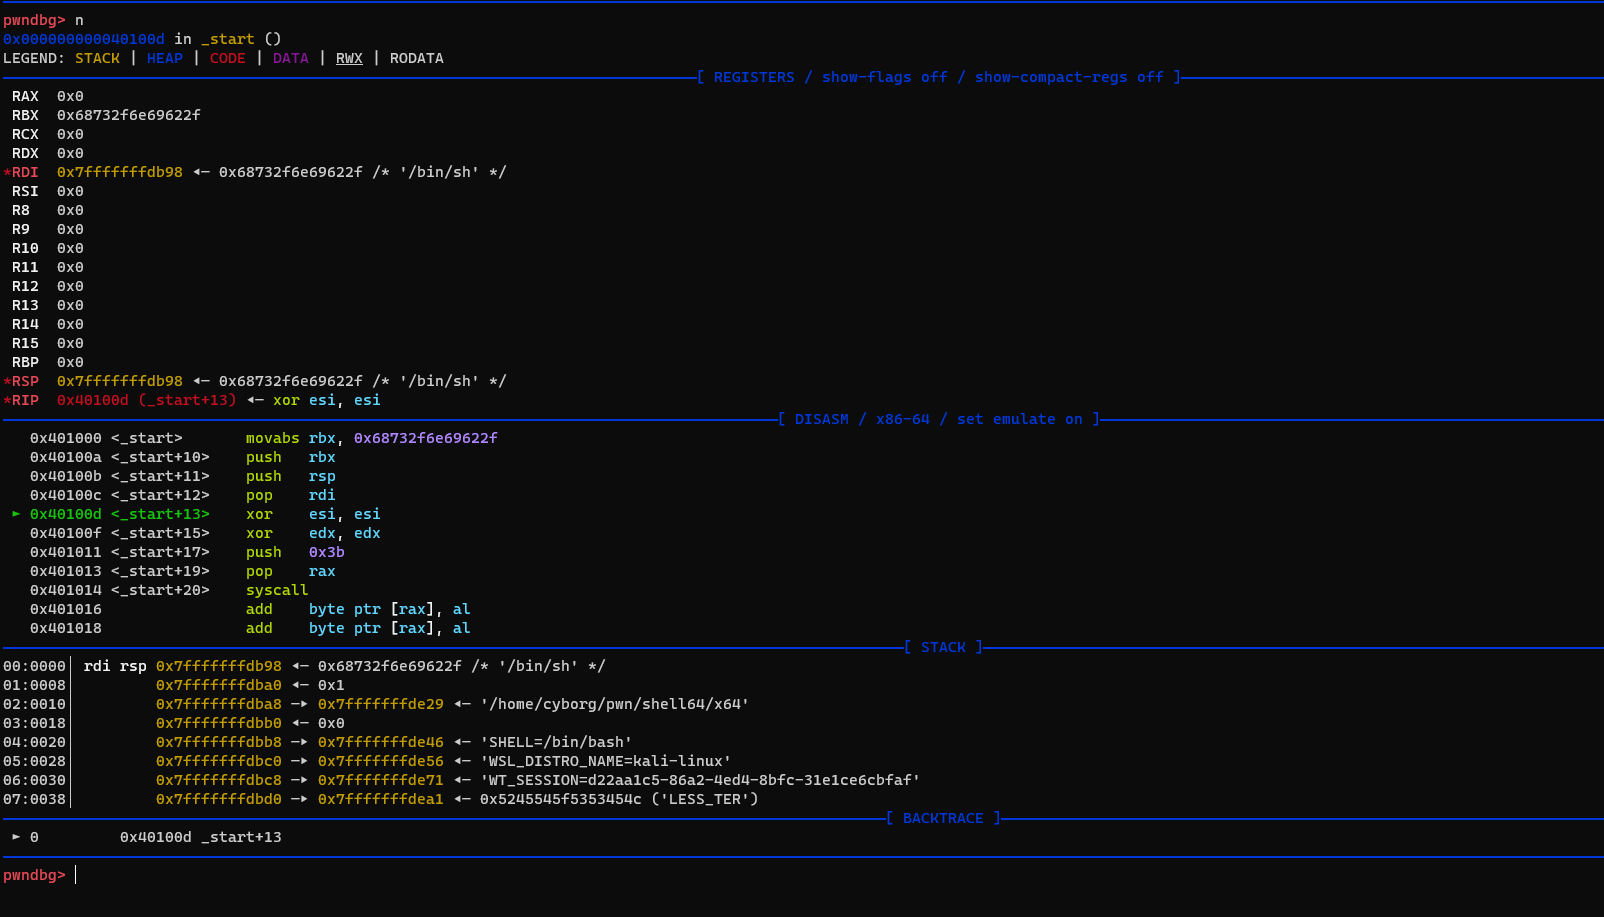 pwndbg> n
0x000000000040100d in _start ()
LEGEND: STACK | HEAP | CODE | DATA | RWX | RODATA
[ REGISTERS / show-flags off / show-compact-regs off ]
RAX  0x0
RBX  0x68732f6e69622f
RCX  0x0
RDX  0x0
*RDI  0x7fffffffdb98 ◂— 0x68732f6e69622f /* '/bin/sh' */
RSI  0x0
R8   0x0
R9   0x0
R10  0x0
R11  0x0
R12  0x0
R13  0x0
R14  0x0
R15  0x0
RBP  0x0
*RSP  0x7fffffffdb98 ◂— 0x68732f6e69622f /* '/bin/sh' */
*RIP  0x40100d (_start+13) ◂— xor esi, esi
[ DISASM / x86-64 / set emulate on ]
0x401000 <_start>       movabs rbx, 0x68732f6e69622f
0x40100a <_start+10>    push   rbx
0x40100b <_start+11>    push   rsp
0x40100c <_start+12>    pop    rdi
► 0x40100d <_start+13>    xor    esi, esi
0x40100f <_start+15>    xor    edx, edx
0x401011 <_start+17>    push   0x3b
0x401013 <_start+19>    pop    rax
0x401014 <_start+20>    syscall
0x401016                add    byte ptr [rax], al
0x401018                add    byte ptr [rax], al
[ STACK ]
00:0000│ rdi rsp 0x7fffffffdb98 ◂— 0x68732f6e69622f /* '/bin/sh' */
01:0008│         0x7fffffffdba0 ◂— 0x1
02:0010│         0x7fffffffdba8 —▸ 0x7fffffffde29 ◂— '/home/cyborg/pwn/shell64/x64'
03:0018│         0x7fffffffdbb0 ◂— 0x0
04:0020│         0x7fffffffdbb8 —▸ 0x7fffffffde46 ◂— 'SHELL=/bin/bash'
05:0028│         0x7fffffffdbc0 —▸ 0x7fffffffde56 ◂— 'WSL_DISTRO_NAME=kali-linux'
06:0030│         0x7fffffffdbc8 —▸ 0x7fffffffde71 ◂— 'WT_SESSION=d22aa1c5-86a2-4ed4-8bfc-31e1ce6cbfaf'
07:0038│         0x7fffffffdbd0 —▸ 0x7fffffffdea1 ◂— 0x5245545f5353454c ('LESS_TER')
[ BACKTRACE ]
► 0         0x40100d _start+13
pwndbg>